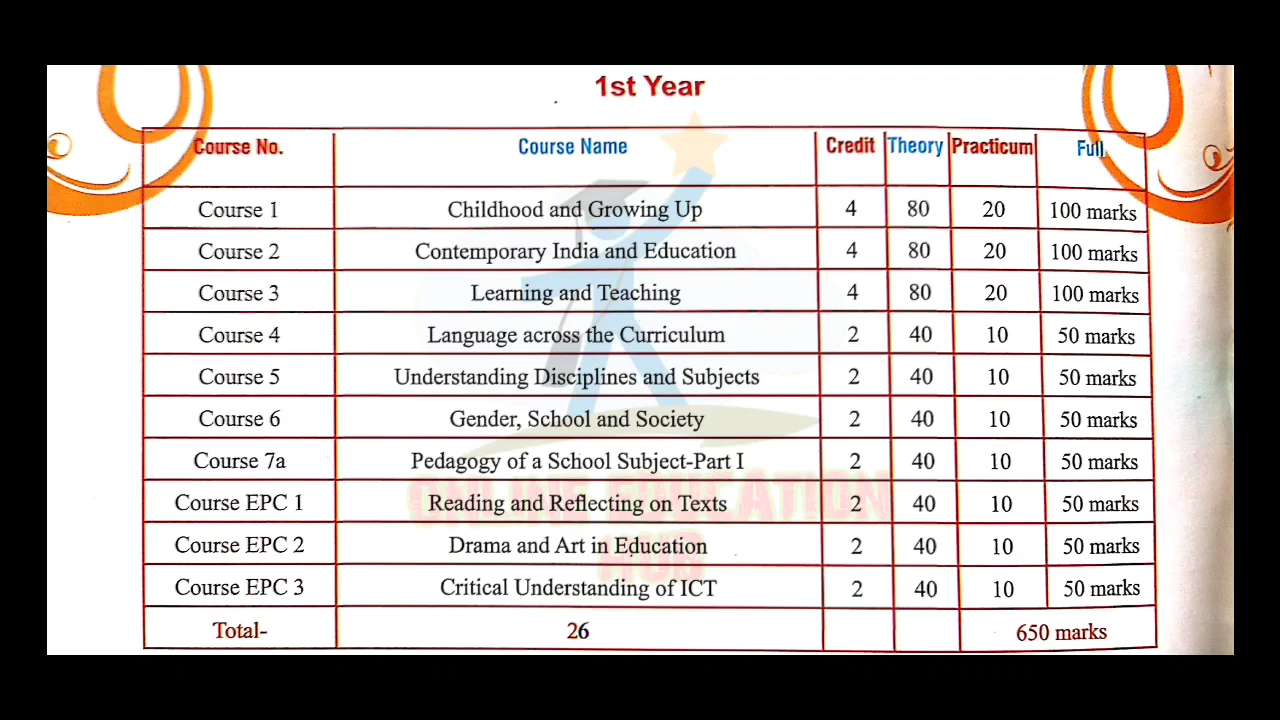 1st Year
Course No. Course Name Credit Theory Practicum Full
Course 1 Childhood and Growing Up 4 80 20 100 marks
Course 2 Contemporary India and Education 4 80 20 100 marks
Course 3 Learning and Teaching 4 80 20 100 marks
Course 4 Language across the Curriculum 2 40 10 50 marks
Course 5 Understanding Disciplines and Subjects 2 40 10 50 marks
Course 6 Gender, School and Society 2 40 10 50 marks
Course 7a Pedagogy of a School Subject-Part I 2 40 10 50 marks
Course EPC 1 Reading and Reflecting on Texts 2 40 10 50 marks
ONLINE EDUCATION
Course EPC 2 Drama and Art in Education 2 40 10 50 marks
HUB
Course EPC 3 Critical Understanding of ICT 2 40 10 50 marks
Total- 26 650 marks